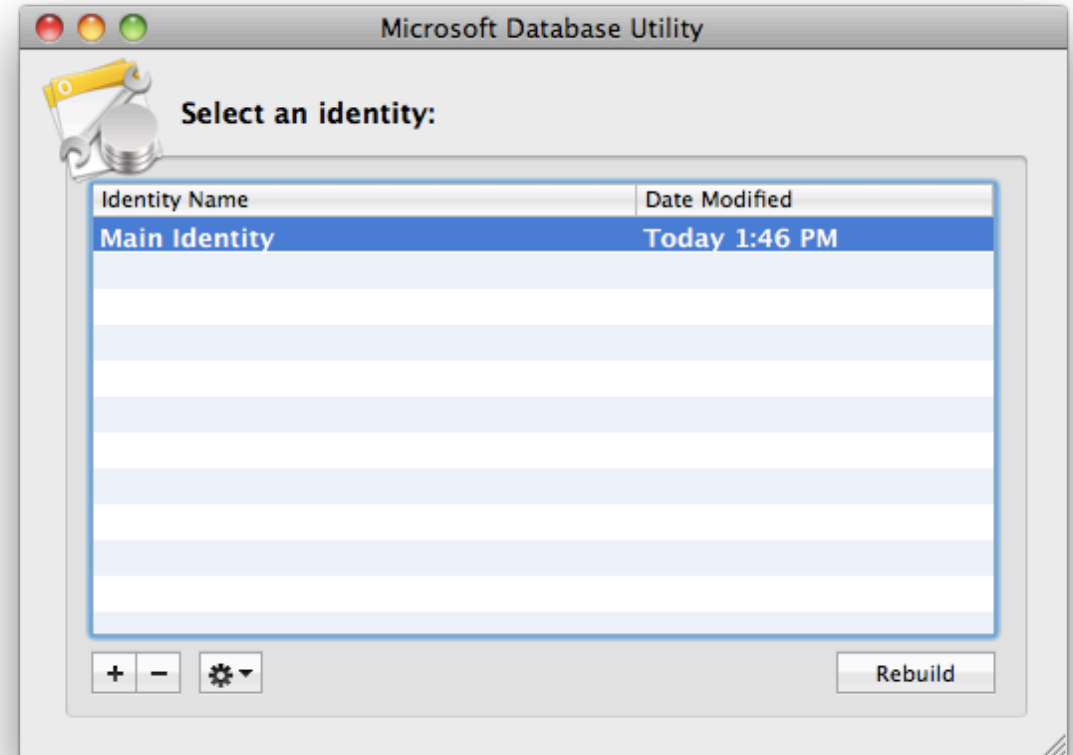 Microsoft Database Utility
O
Select an identity:
Identity Name Date Modified
Main Identity Today 1:46 PM
+ − Rebuild